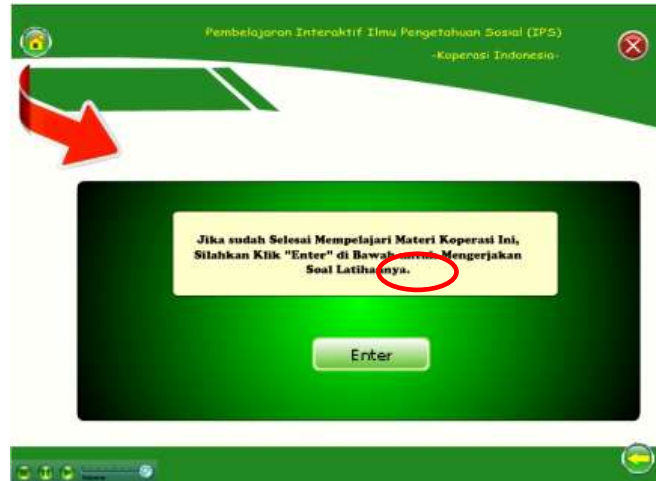 Pembelajaran Interaktif Ilmu Pengetahuan Sosial (IPS)
-Koperasi Indonesia-
Jika sudah Selesai Mempelajari Materi Koperasi Ini,
Silahkan Klik "Enter" di Bawah untuk Mengerjakan
Soal Latihannya.
Enter